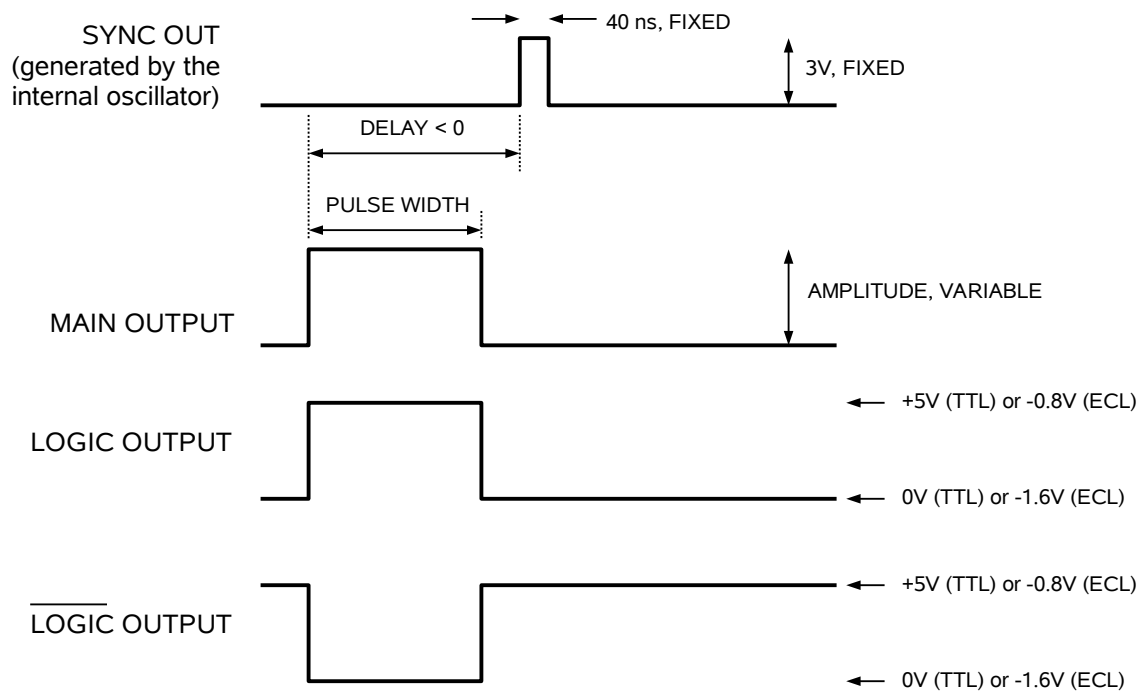 40 ns, FIXED
SYNC OUT
(generated by the
internal oscillator)
3V, FIXED
DELAY < 0
PULSE WIDTH
AMPLITUDE, VARIABLE
MAIN OUTPUT
+5V (TTL) or -0.8V (ECL)
LOGIC OUTPUT
0V (TTL) or -1.6V (ECL)
+5V (TTL) or -0.8V (ECL)
LOGIC OUTPUT
0V (TTL) or -1.6V (ECL)